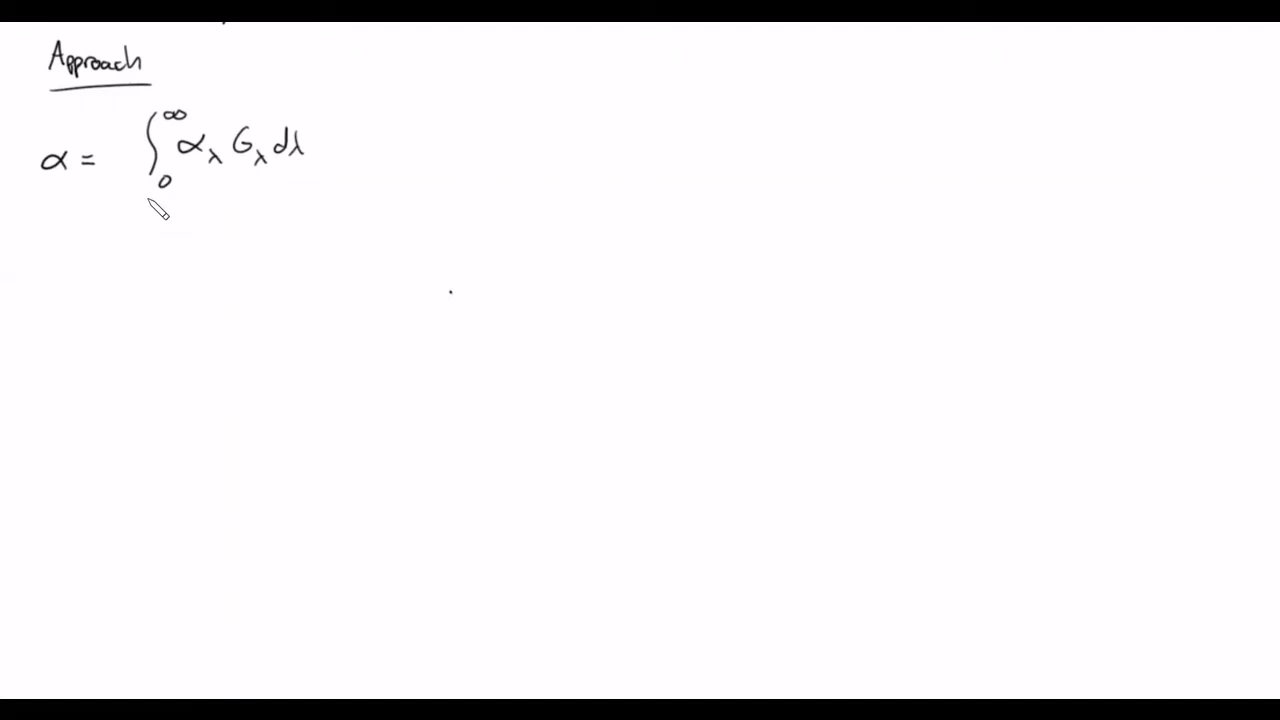 Approach
α = ∫₀^∞ α_λ G_λ dλ